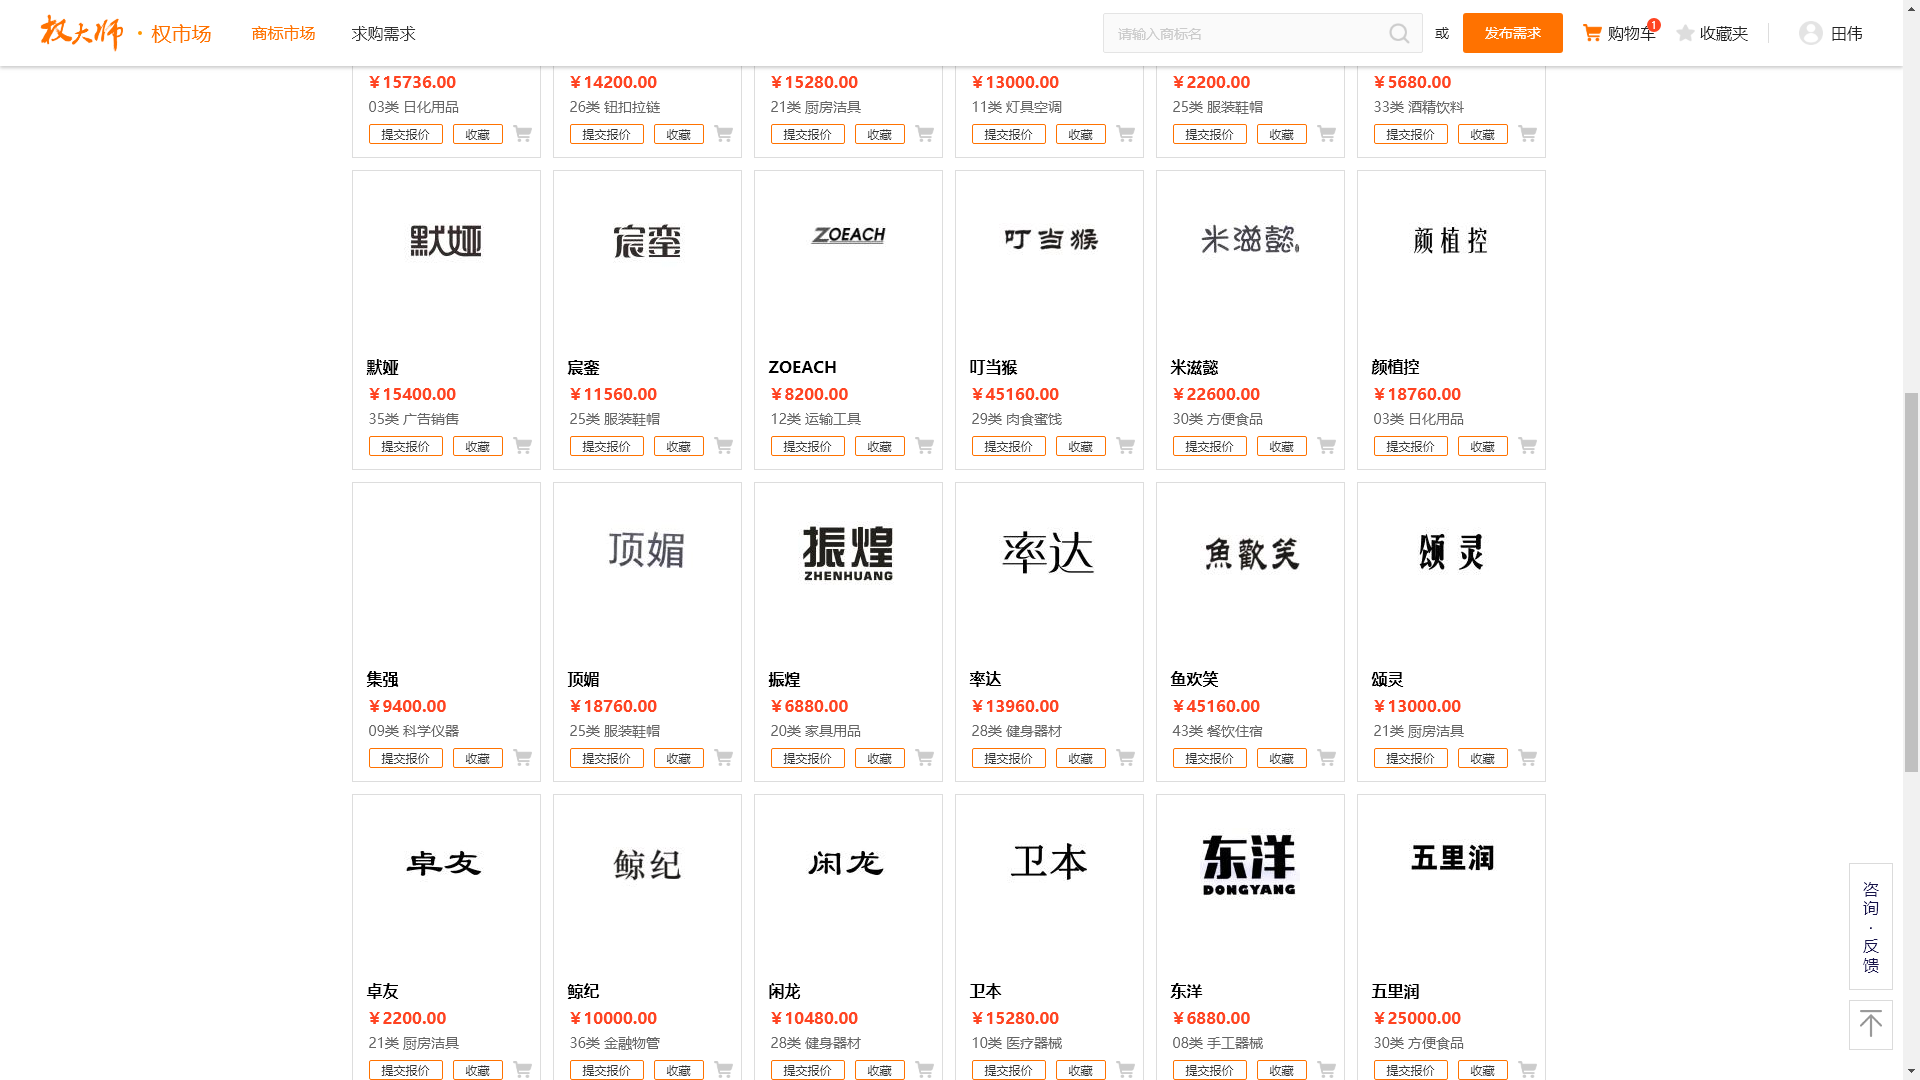 权大师 · 权市场 商标市场 求购需求 请输入商标名 或 发布需求 购物车 1 收藏夹 田伟
￥15736.00 ￥14200.00 ￥15280.00 ￥13000.00 ￥2200.00 ￥5680.00
03类 日化用品 26类 钮扣拉链 21类 厨房洁具 11类 灯具空调 25类 服装鞋帽 33类 酒精饮料
提交报价 收藏 提交报价 收藏 提交报价 收藏 提交报价 收藏 提交报价 收藏 提交报价 收藏
默娅 宸銮 ZOEACH 叮当猴 米滋懿 颜植控
默娅 宸銮 ZOEACH 叮当猴 米滋懿 颜植控
￥15400.00 ￥11560.00 ￥8200.00 ￥45160.00 ￥22600.00 ￥18760.00
35类 广告销售 25类 服装鞋帽 12类 运输工具 29类 肉食蜜饯 30类 方便食品 03类 日化用品
提交报价 收藏 提交报价 收藏 提交报价 收藏 提交报价 收藏 提交报价 收藏 提交报价 收藏
顶媚 振煌 率达 魚歡笑 颂灵
ZHENHUANG
集强 顶媚 振煌 率达 鱼欢笑 颂灵
￥9400.00 ￥18760.00 ￥6880.00 ￥13960.00 ￥45160.00 ￥13000.00
09类 科学仪器 25类 服装鞋帽 20类 家具用品 28类 健身器材 43类 餐饮住宿 21类 厨房洁具
提交报价 收藏 提交报价 收藏 提交报价 收藏 提交报价 收藏 提交报价 收藏 提交报价 收藏
卓友 鲸纪 闲龙 卫本 东洋 五里润
DONGYANG
卓友 鲸纪 闲龙 卫本 东洋 五里润
￥2200.00 ￥10000.00 ￥10480.00 ￥15280.00 ￥6880.00 ￥25000.00
21类 厨房洁具 36类 金融物管 28类 健身器材 10类 医疗器械 08类 手工器械 30类 方便食品
提交报价 收藏 提交报价 收藏 提交报价 收藏 提交报价 收藏 提交报价 收藏 提交报价 收藏
咨
询
·
反
馈